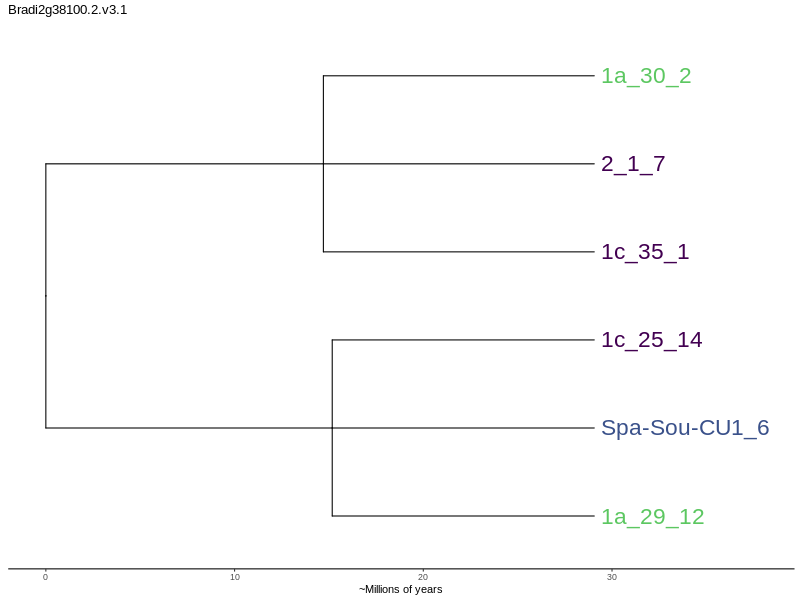 Bradi2g38100.2.v3.1
1a_30_2
2_1_7
1c_35_1
1c_25_14
Spa-Sou-CU1_6
1a_29_12
0 10 20 30
~Millions of years